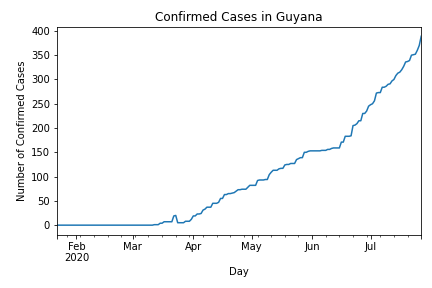 Confirmed Cases in Guyana
Number of Confirmed Cases
400
350
300
250
200
150
100
50
0
Feb Mar Apr May Jun Jul
2020
Day